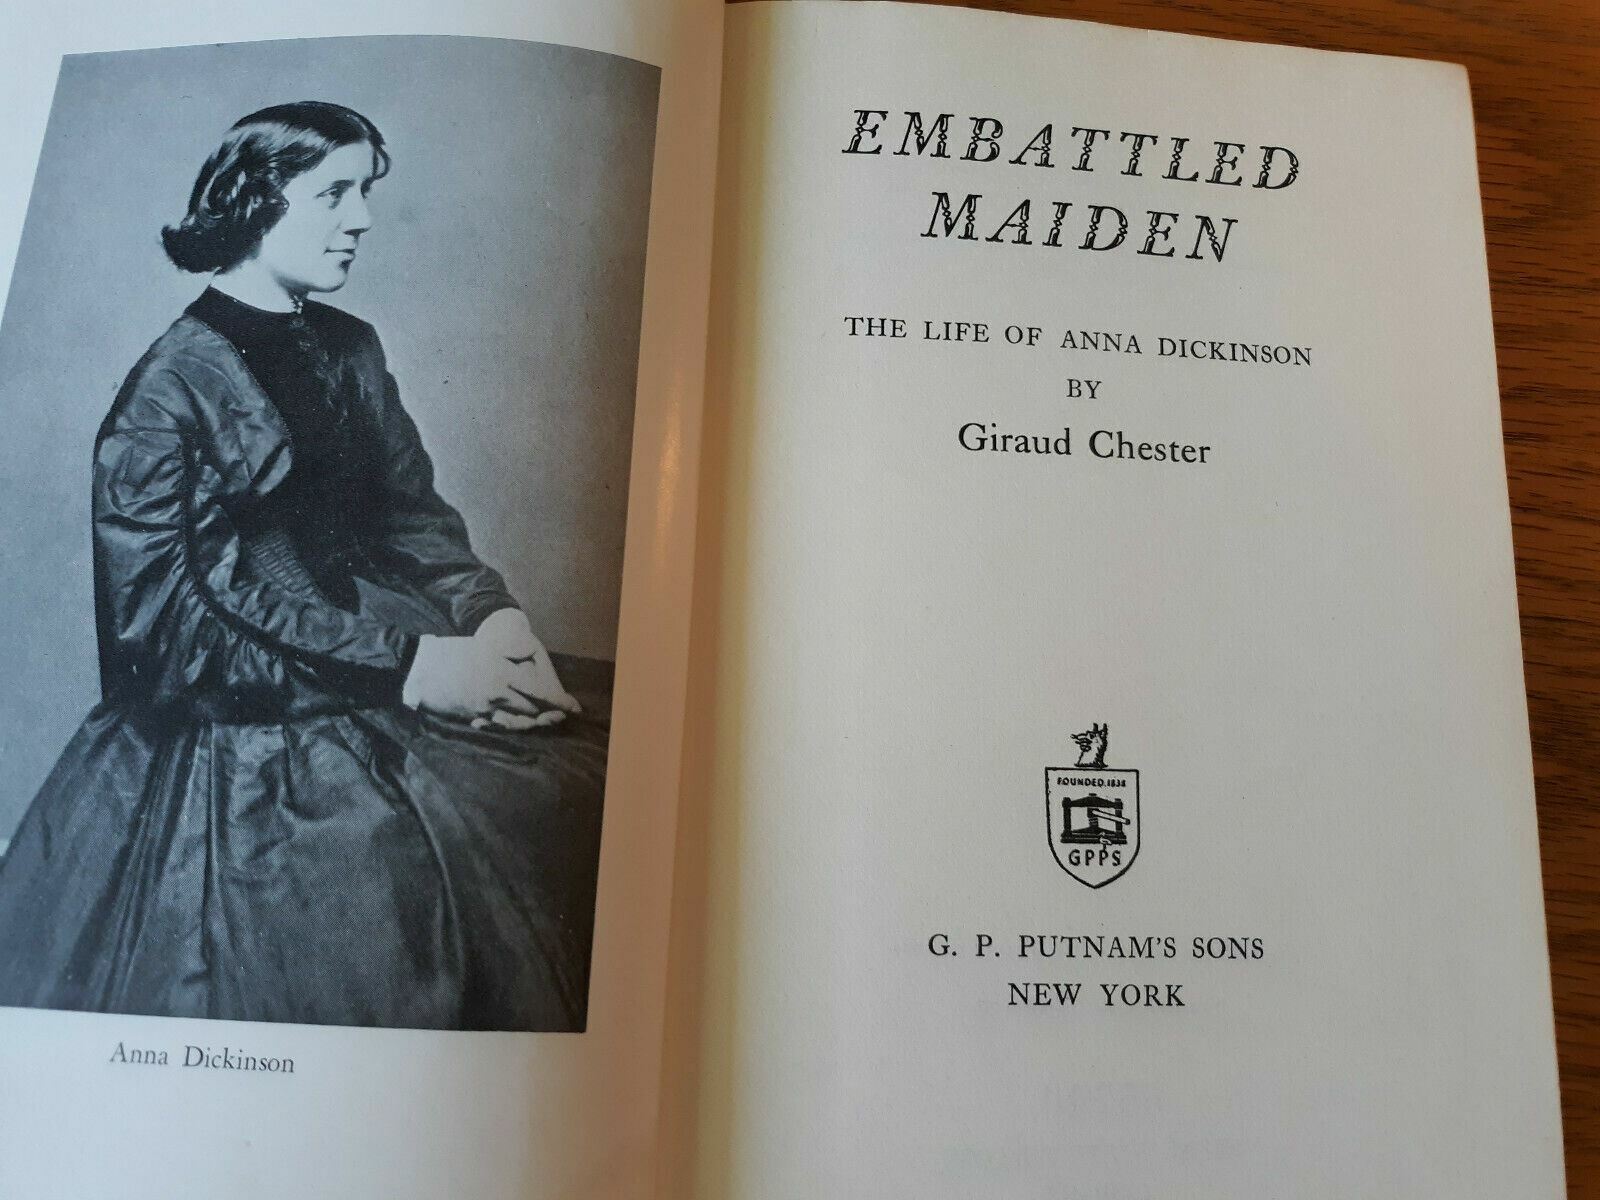 Anna Dickinson
EMBATTLED
MAIDEN
THE LIFE OF ANNA DICKINSON
BY
Giraud Chester
FOUNDED 1838
GPPS
G. P. PUTNAM'S SONS
NEW YORK